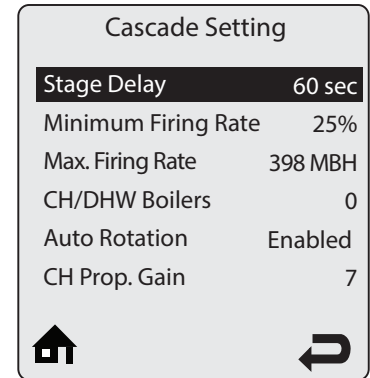 Cascade Setting
Stage Delay 60 sec
Minimum Firing Rate 25%
Max. Firing Rate 398 MBH
CH/DHW Boilers 0
Auto Rotation Enabled
CH Prop. Gain 7